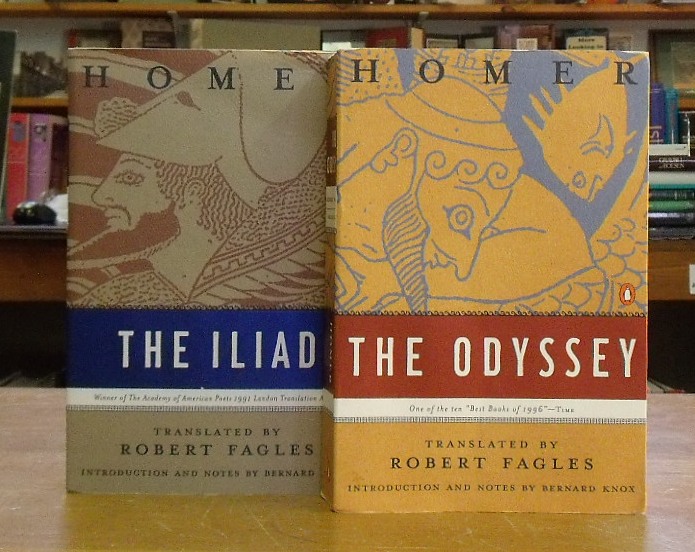 HOME
THE ILIAD
Winner of The Academy of American Poets 1991 Landon Translation A
TRANSLATED BY
ROBERT FAGLES
INTRODUCTION AND NOTES BY BERNARD
HOMER
THE ODYSSEY
One of the ten "Best Books of 1996"—TIME
TRANSLATED BY
ROBERT FAGLES
INTRODUCTION AND NOTES BY BERNARD KNOX